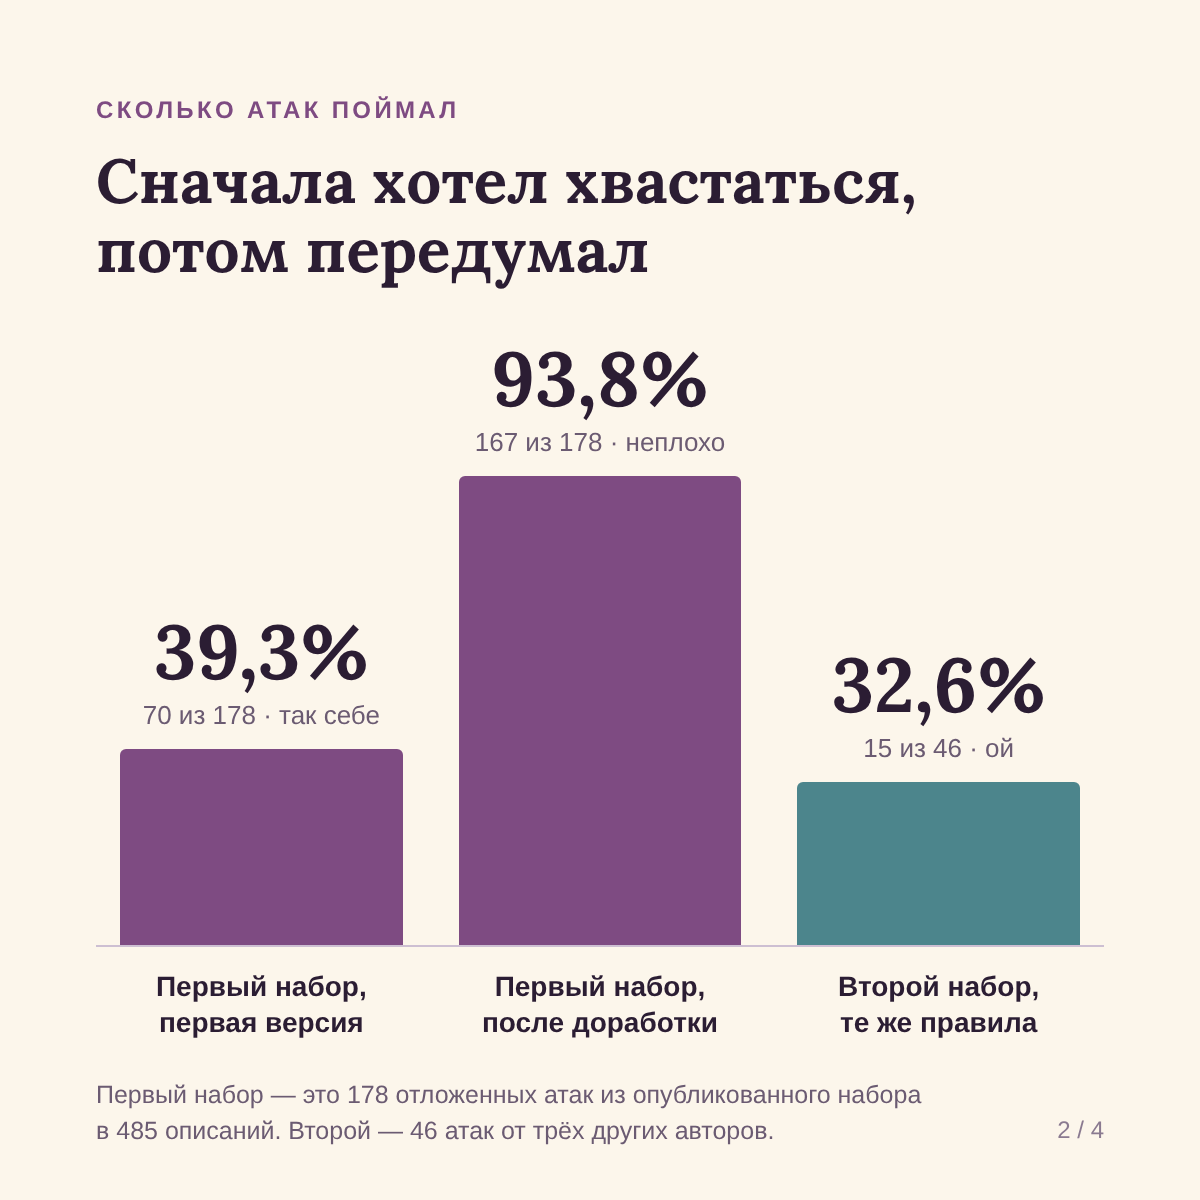 СКОЛЬКО АТАК ПОЙМАЛ
Сначала хотел хвастаться,
потом передумал
93,8%
167 из 178 · неплохо
39,3%
70 из 178 · так себе
32,6%
15 из 46 · ой
Первый набор,
первая версия
Первый набор,
после доработки
Второй набор,
те же правила
Первый набор — это 178 отложенных атак из опубликованного набора
в 485 описаний. Второй — 46 атак от трёх других авторов.
2 / 4